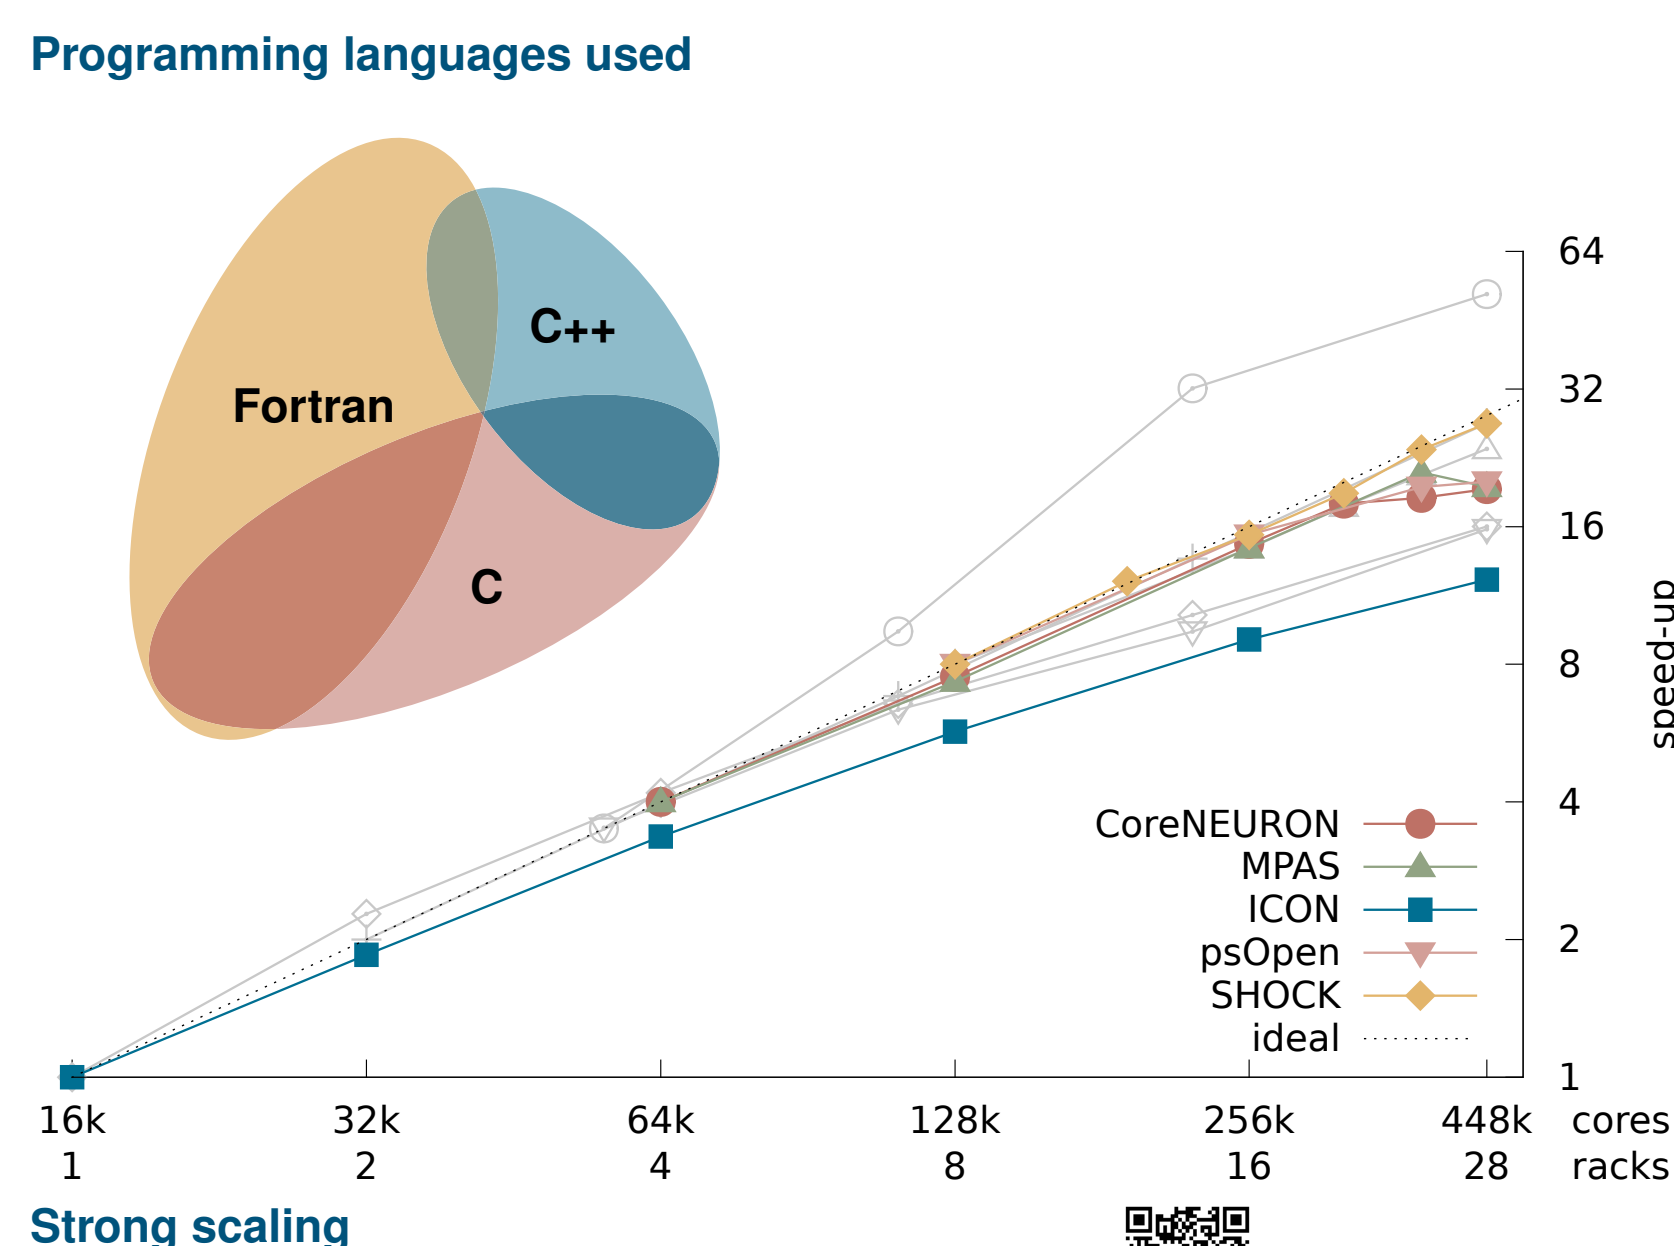 Programming languages used
C++
Fortran
C
64
32
16
8
4
2
1
speed-up
CoreNEURON
MPAS
ICON
psOpen
SHOCK
ideal
16k 32k 64k 128k 256k 448k cores
1 2 4 8 16 28 racks
Strong scaling